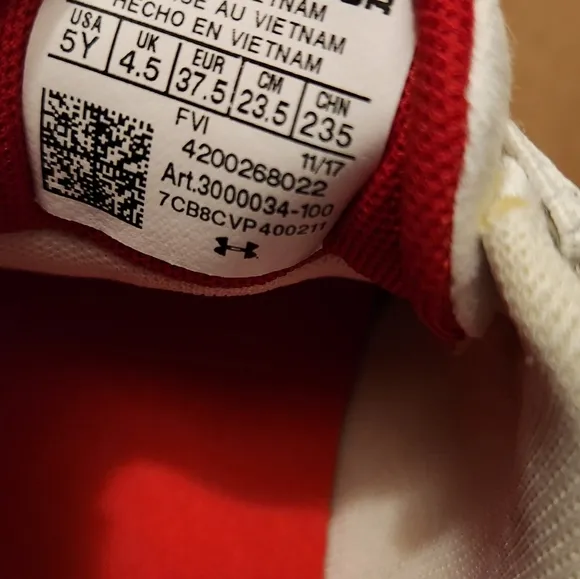 VIETNAM
AU VIETNAM
HECHO EN VIETNAM
USA UK EUR CM CHN
5Y 4.5 37.5 23.5 235
FVI 11/17
4200268022
Art.3000034-100
7CB8CVP400211